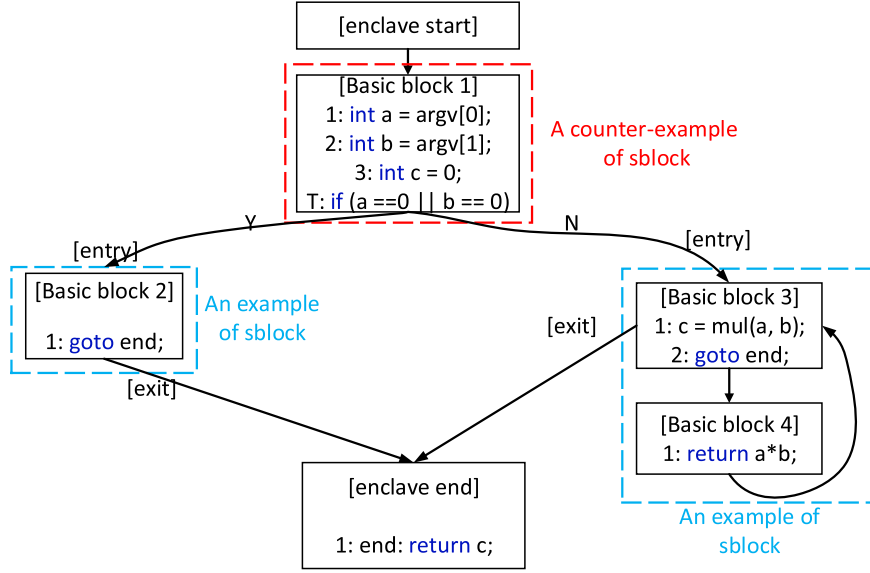 [enclave start]
[Basic block 1]
1: int a = argv[0];
2: int b = argv[1];
3: int c = 0;
T: if (a ==0 || b == 0)
A counter-example
of sblock
Y
N
[entry]
[entry]
[Basic block 2]
1: goto end;
An example
of sblock
[exit]
[exit]
[Basic block 3]
1: c = mul(a, b);
2: goto end;
[Basic block 4]
1: return a*b;
An example of
sblock
[enclave end]
1: end: return c;